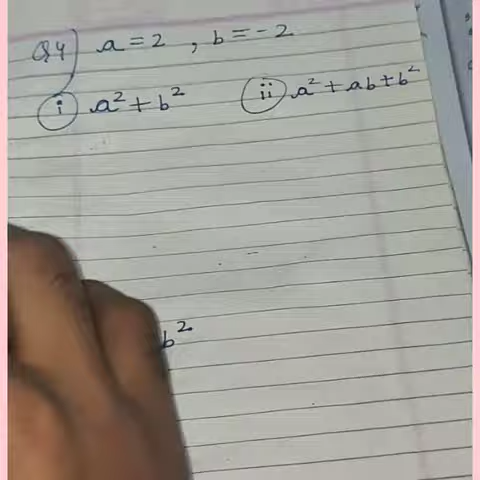 Q4) a = 2 , b = - 2
(i) a² + b² (ii) a² + ab + b²
b²